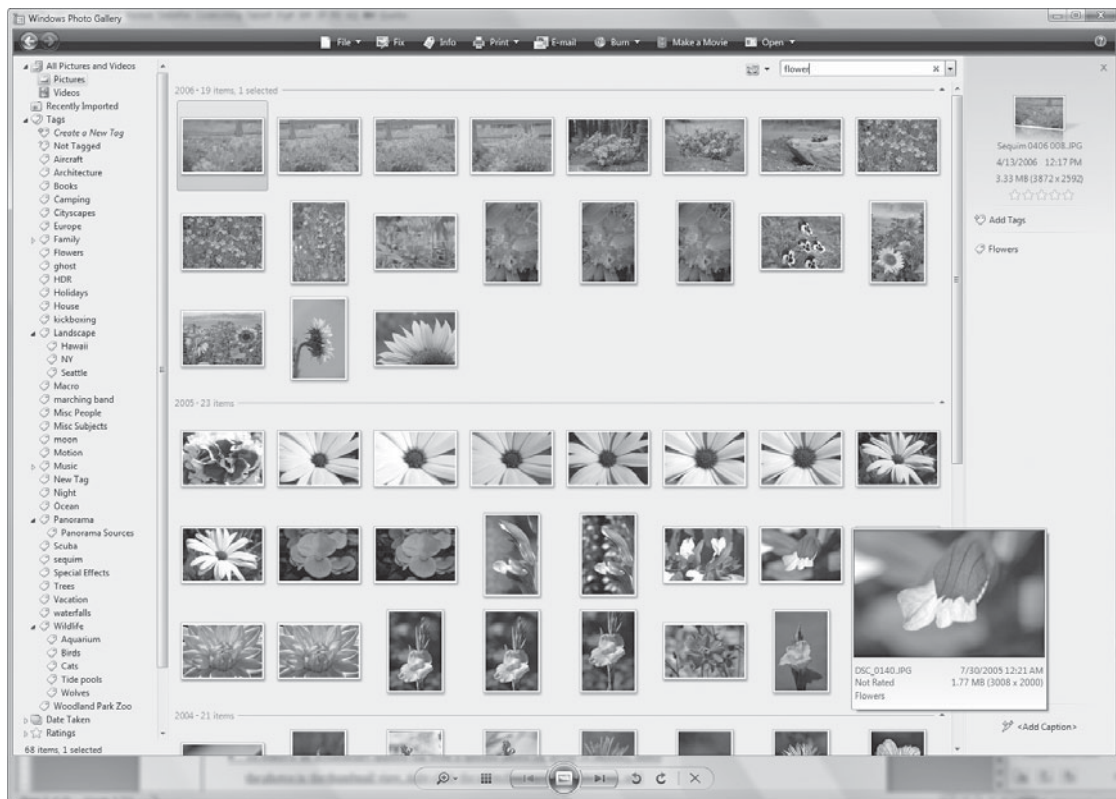 Windows Photo Gallery
File Fix Info Print E-mail Burn Make a Movie Open
flower
All Pictures and Videos
Pictures
Videos
Recently Imported
Tags
Create a New Tag
Not Tagged
Aircraft
Architecture
Books
Camping
Cityscapes
Europe
Family
Flowers
ghost
HDR
Holidays
House
kickboxing
Landscape
Hawaii
NY
Seattle
Macro
marching band
Misc People
Misc Subjects
moon
Motion
Music
New Tag
Night
Ocean
Panorama
Panorama Sources
Scuba
sequim
Special Effects
Trees
Vacation
waterfalls
Wildlife
Aquarium
Birds
Cats
Tide pools
Wolves
Woodland Park Zoo
Date Taken
Ratings
68 items, 1 selected
2006 - 19 items, 1 selected
2005 - 23 items
2004 - 21 items
DSC_0140.JPG 7/30/2005 12:21 AM
Not Rated 1.77 MB (3008 x 2000)
Flowers
Sequim 0406 008.JPG
4/13/2006 12:17 PM
3.33 MB (3872 x 2592)
Add Tags
Flowers
<Add Caption>